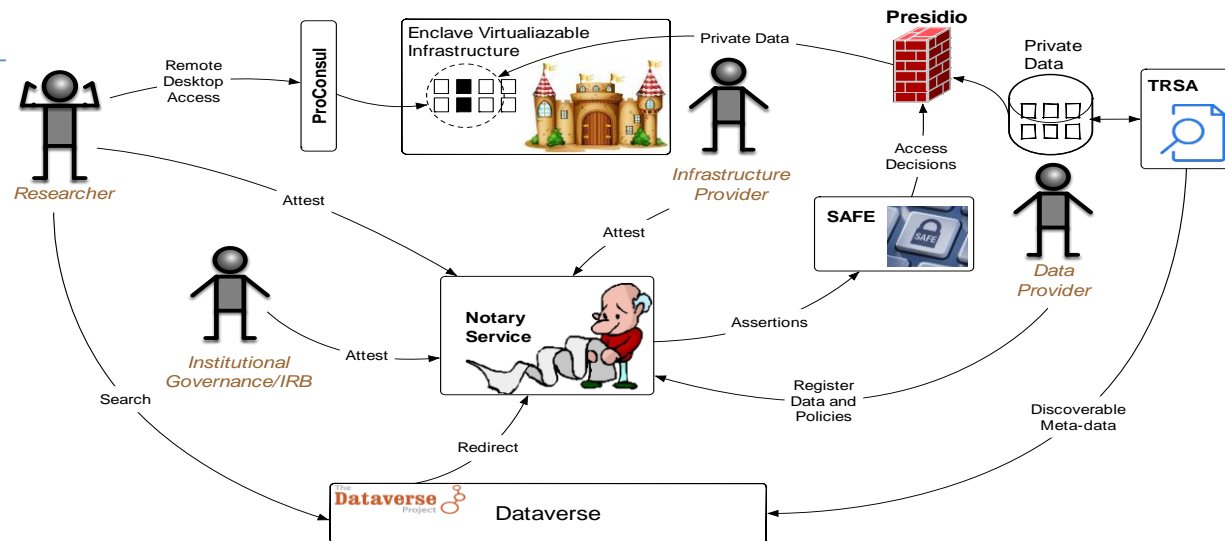 Enclave Virtualiazable
Infrastructure
Presidio
Private Data
Private
Data
Remote
Desktop
Access
ProConsul
TRSA
Access
Decisions
Researcher
Infrastructure
Provider
Attest
SAFE
SAFE
Attest
Data
Provider
Notary
Service
Assertions
Institutional
Governance/IRB
Attest
Register
Data and
Policies
Search
Discoverable
Meta-data
Redirect
The
Dataverse
Project
Dataverse